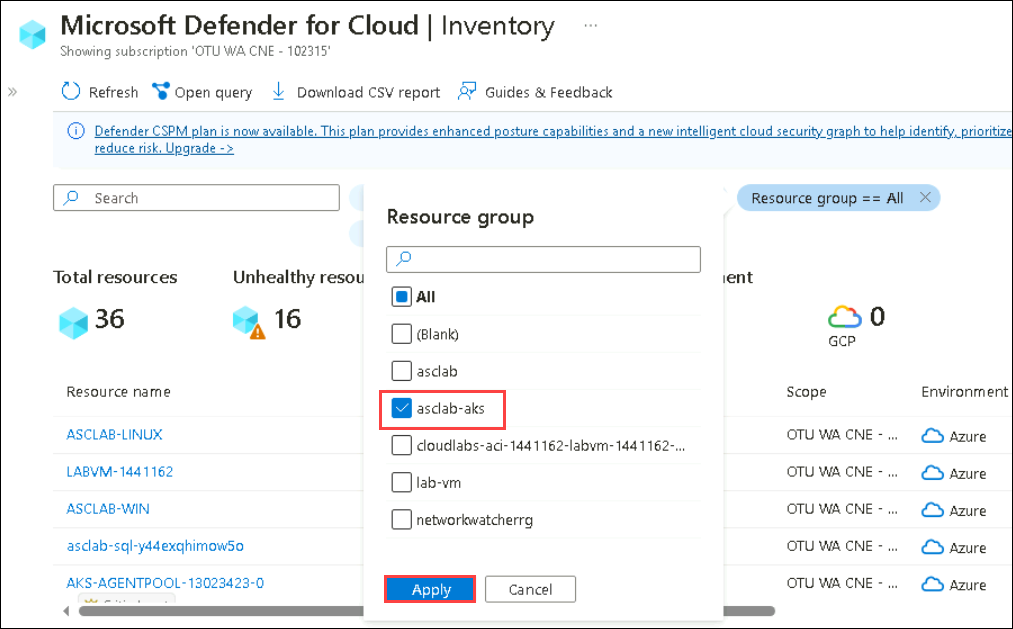 Microsoft Defender for Cloud | Inventory ...
Showing subscription 'OTU WA CNE - 102315'
» Refresh Open query Download CSV report Guides & Feedback
Defender CSPM plan is now available. This plan provides enhanced posture capabilities and a new intelligent cloud security graph to help identify, prioritize
reduce risk. Upgrade ->
Search
Resource group == All
Resource group
Total resources
36
Unhealthy resou
16
All
(Blank)
asclab
asclab-aks
cloudlabs-aci-1441162-labvm-1441162-...
lab-vm
networkwatcherrg
Apply Cancel
ment
0
GCP
Resource name Scope Environment
ASCLAB-LINUX OTU WA CNE - ... Azure
LABVM-1441162 OTU WA CNE - ... Azure
ASCLAB-WIN OTU WA CNE - ... Azure
asclab-sql-y44exqhimow5o OTU WA CNE - ... Azure
AKS-AGENTPOOL-13023423-0 OTU WA CNE - ... Azure